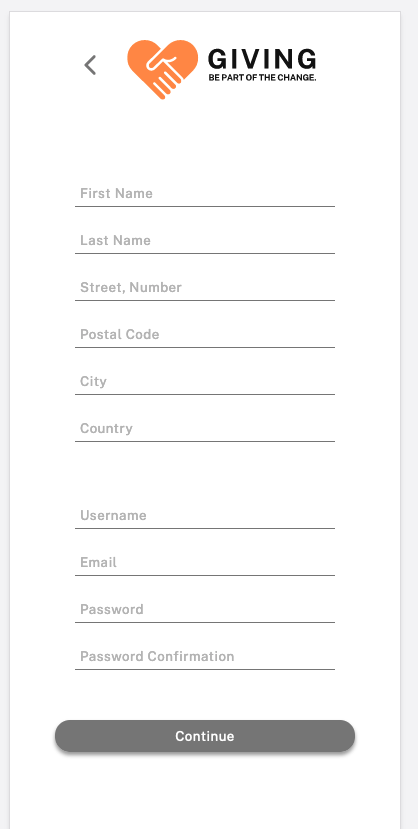 GIVING
BE PART OF THE CHANGE.
First Name
Last Name
Street, Number
Postal Code
City
Country
Username
Email
Password
Password Confirmation
Continue